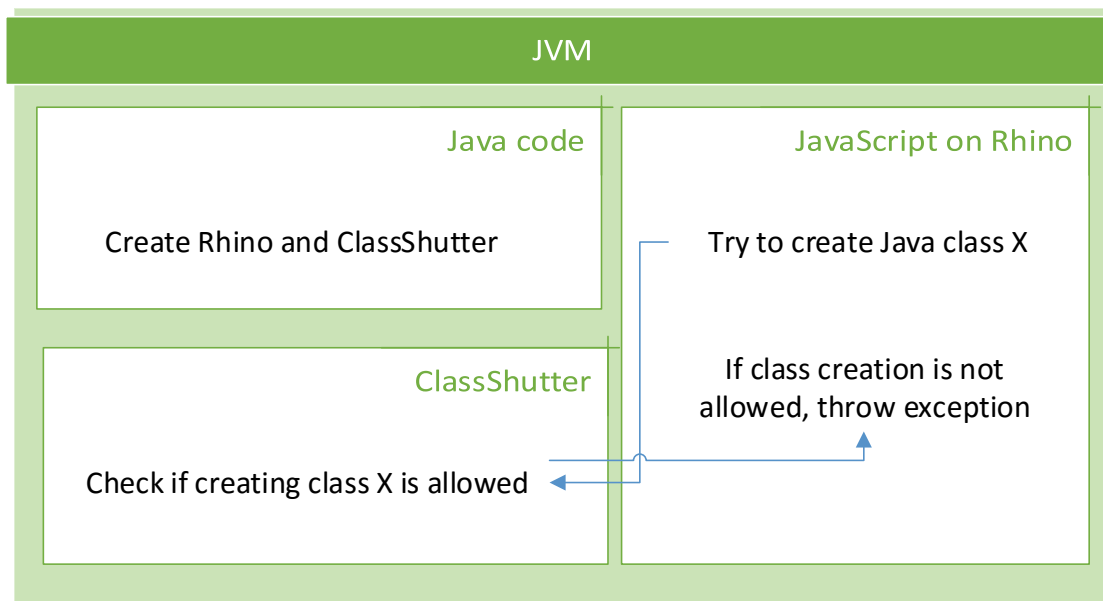 JVM
Java code
Create Rhino and ClassShutter
ClassShutter
Check if creating class X is allowed
JavaScript on Rhino
Try to create Java class X
If class creation is not
allowed, throw exception